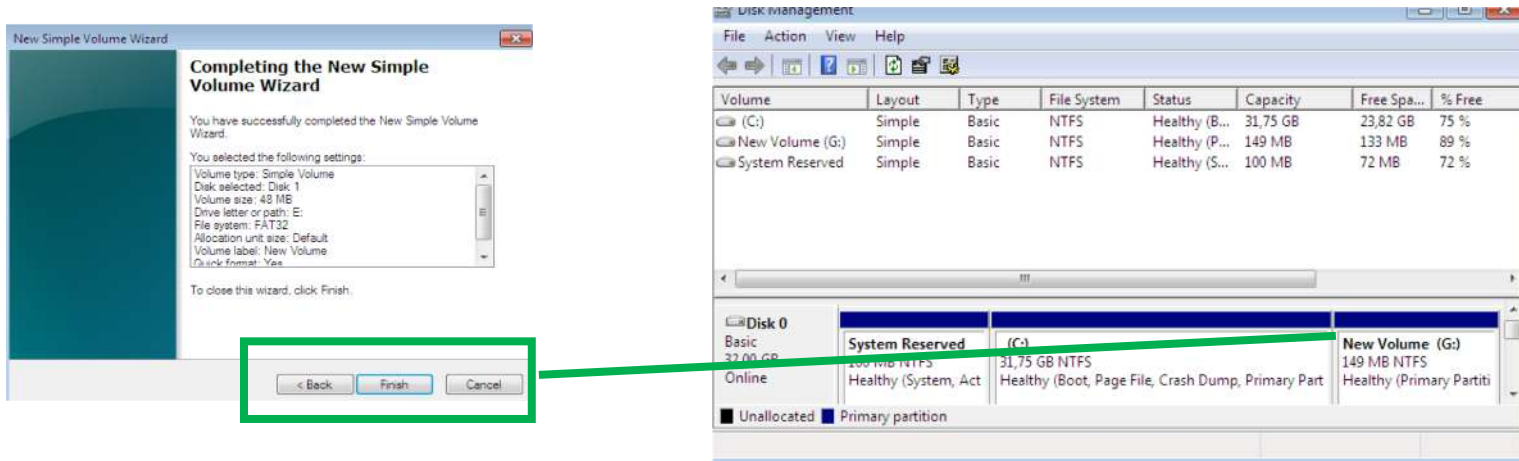 New Simple Volume Wizard
Completing the New Simple
Volume Wizard
You have successfully completed the New Simple Volume
Wizard.
You selected the following settings:
Volume type: Simple Volume
Disk selected: Disk 1
Volume size: 48 MB
Drive letter or path: E:
File system: FAT32
Allocation unit size: Default
Volume label: New Volume
Quick format: Yes
To close this wizard, click Finish.
< Back Finish Cancel
Disk Management
File Action View Help
Volume Layout Type File System Status Capacity Free Spa... % Free
(C:) Simple Basic NTFS Healthy (B... 31,75 GB 23,82 GB 75 %
New Volume (G:) Simple Basic NTFS Healthy (P... 149 MB 133 MB 89 %
System Reserved Simple Basic NTFS Healthy (S... 100 MB 72 MB 72 %
Disk 0
Basic
32,00 GB
Online
System Reserved
100 MB NTFS
Healthy (System, Act
(C:)
31,75 GB NTFS
Healthy (Boot, Page File, Crash Dump, Primary Part
New Volume (G:)
149 MB NTFS
Healthy (Primary Partiti
Unallocated Primary partition